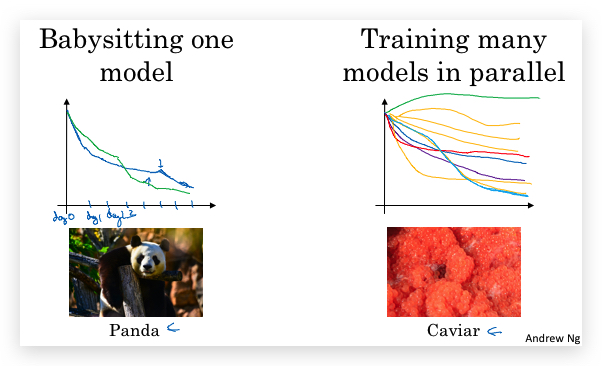 Babysitting one
model
Training many
models in parallel
day 0 day 1 day 2
Panda
Caviar
Andrew Ng